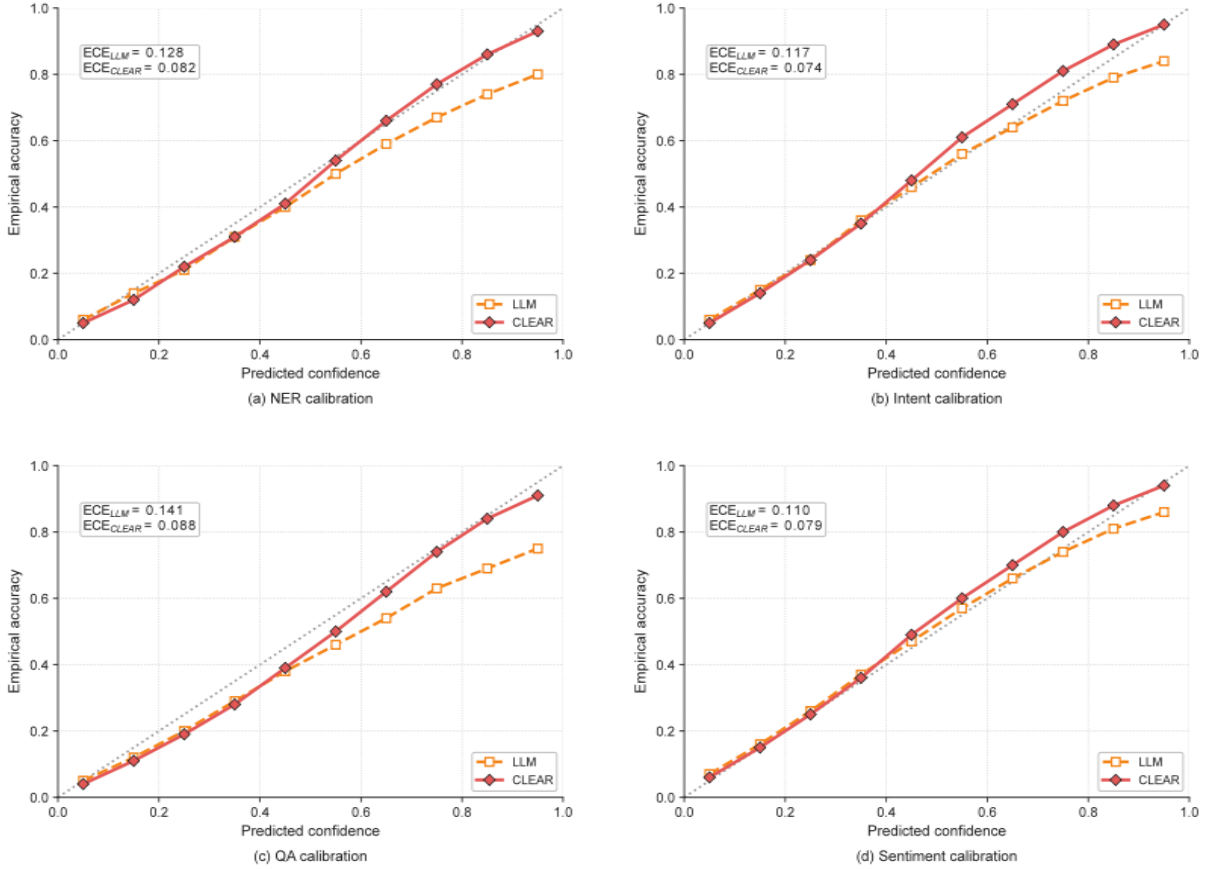 1.0
0.8
0.6
0.4
0.2
0.0
Empirical accuracy
ECE_LLM = 0.128
ECE_CLEAR = 0.082
LLM
CLEAR
0.0 0.2 0.4 0.6 0.8 1.0
Predicted confidence
(a) NER calibration
1.0
0.8
0.6
0.4
0.2
0.0
Empirical accuracy
ECE_LLM = 0.117
ECE_CLEAR = 0.074
LLM
CLEAR
0.0 0.2 0.4 0.6 0.8 1.0
Predicted confidence
(b) Intent calibration
1.0
0.8
0.6
0.4
0.2
0.0
Empirical accuracy
ECE_LLM = 0.141
ECE_CLEAR = 0.088
LLM
CLEAR
0.0 0.2 0.4 0.6 0.8 1.0
Predicted confidence
(c) QA calibration
1.0
0.8
0.6
0.4
0.2
0.0
Empirical accuracy
ECE_LLM = 0.110
ECE_CLEAR = 0.079
LLM
CLEAR
0.0 0.2 0.4 0.6 0.8 1.0
Predicted confidence
(d) Sentiment calibration